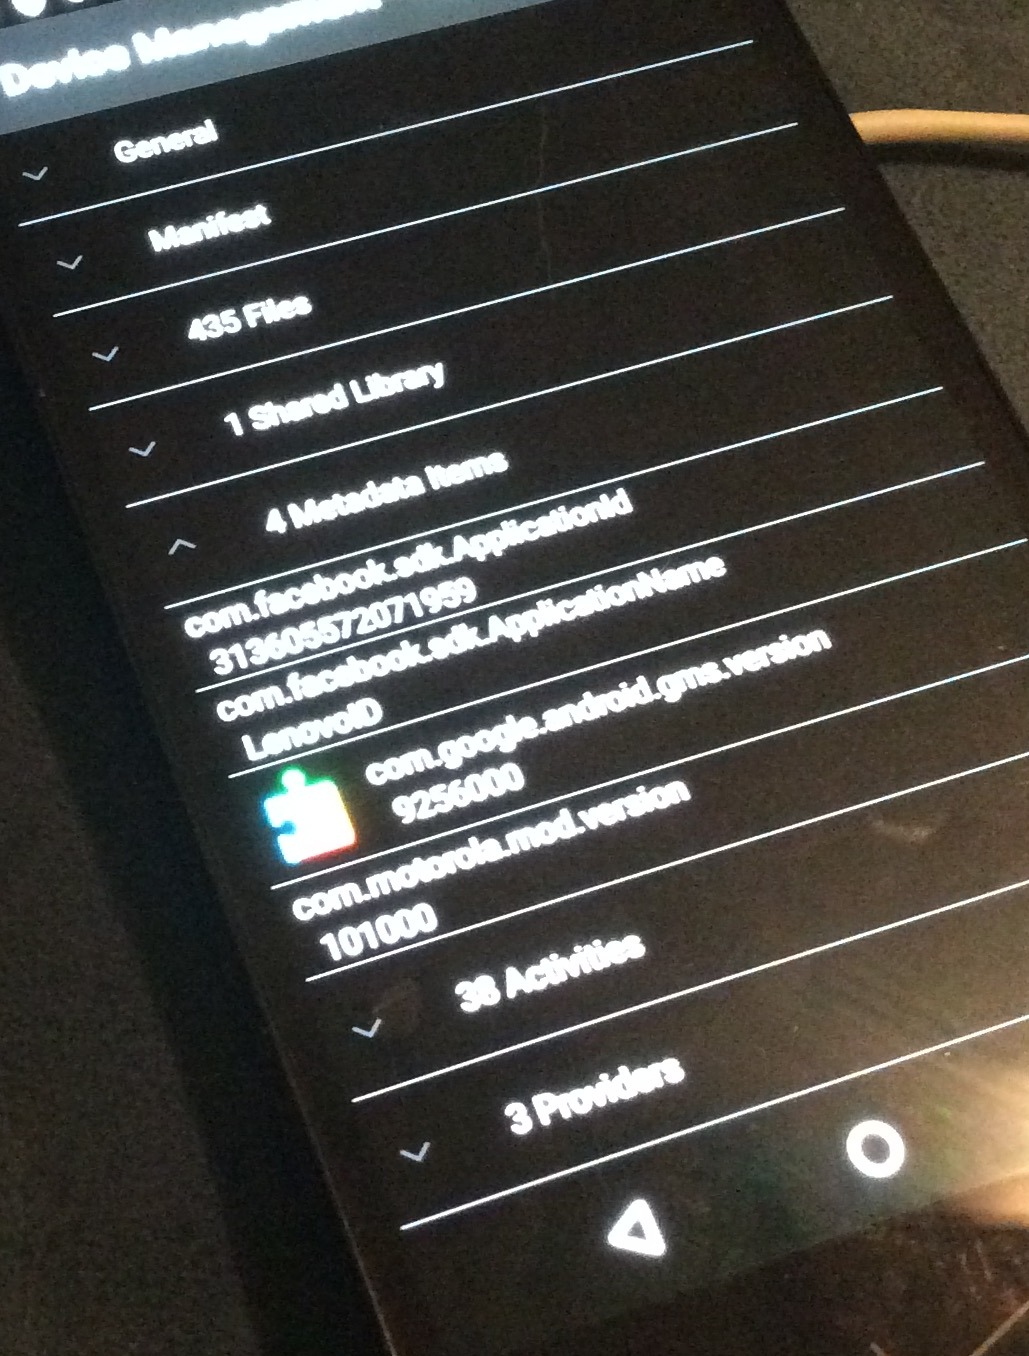 Device Management
General
Manifest
435 Files
1 Shared Library
4 Metadata Items
com.facebook.sdk.ApplicationId
313605572071959
com.facebook.sdk.ApplicationName
LenovoID
com.google.android.gms.version
9256000
com.motorola.mod.version
101000
38 Activities
3 Providers